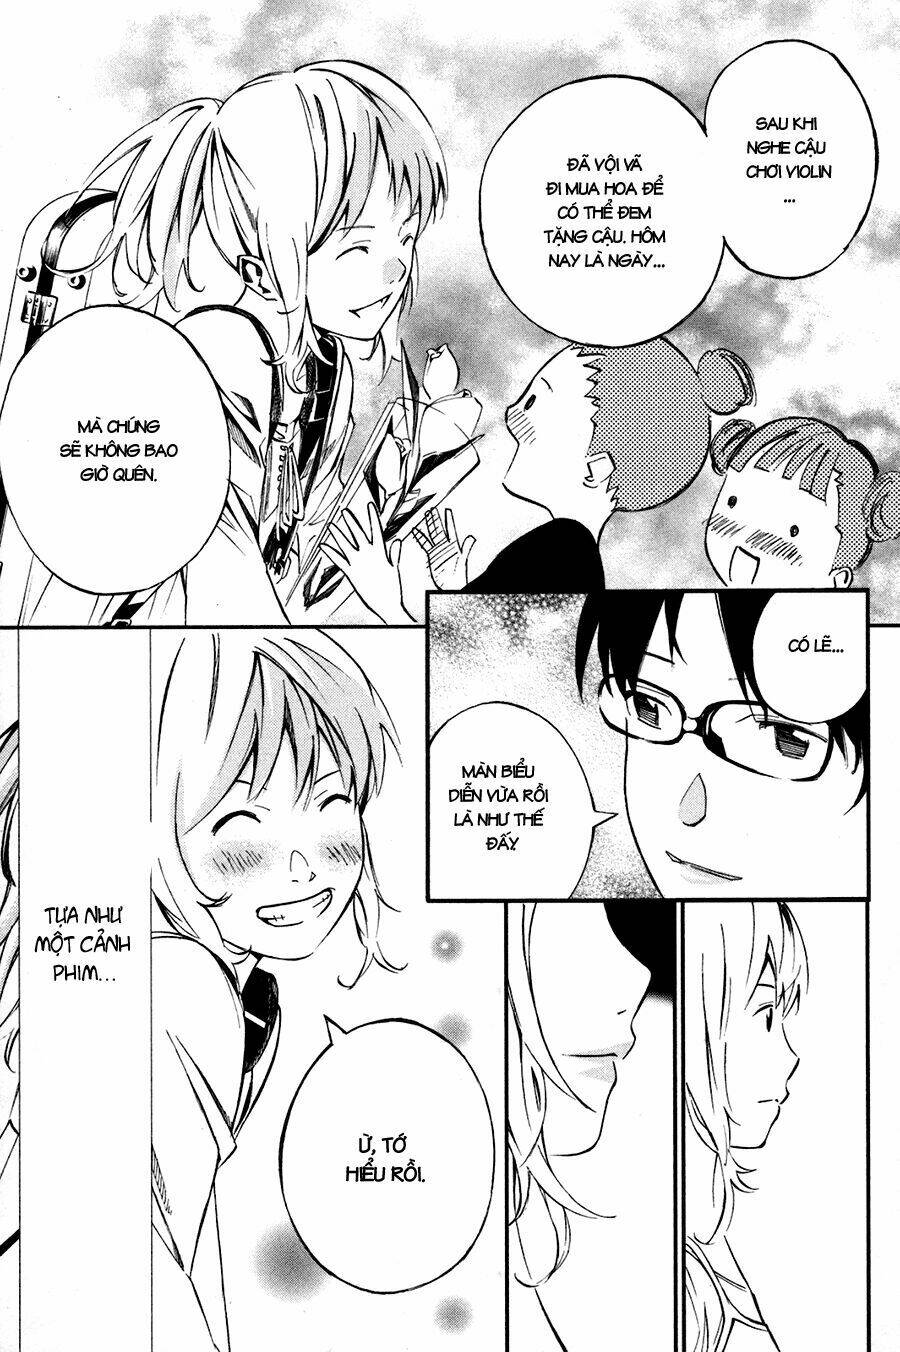 SAU KHI
NGHE CẬU
CHƠI VIOLIN
...
ĐÃ VỘI VÃ
ĐI MUA HOA ĐỂ
CÓ THỂ ĐEM
TẶNG CẬU. HÔM
NAY LÀ NGÀY...
MÀ CHÚNG
SẼ KHÔNG BAO
GIỜ QUÊN.
CÓ LẼ...
MÀN BIỂU
DIỄN VỪA RỒI
LÀ NHƯ THẾ
ĐẤY.
TỰA NHƯ
MỘT CẢNH
PHIM...
Ừ, TỚ
HIỂU RỒI.